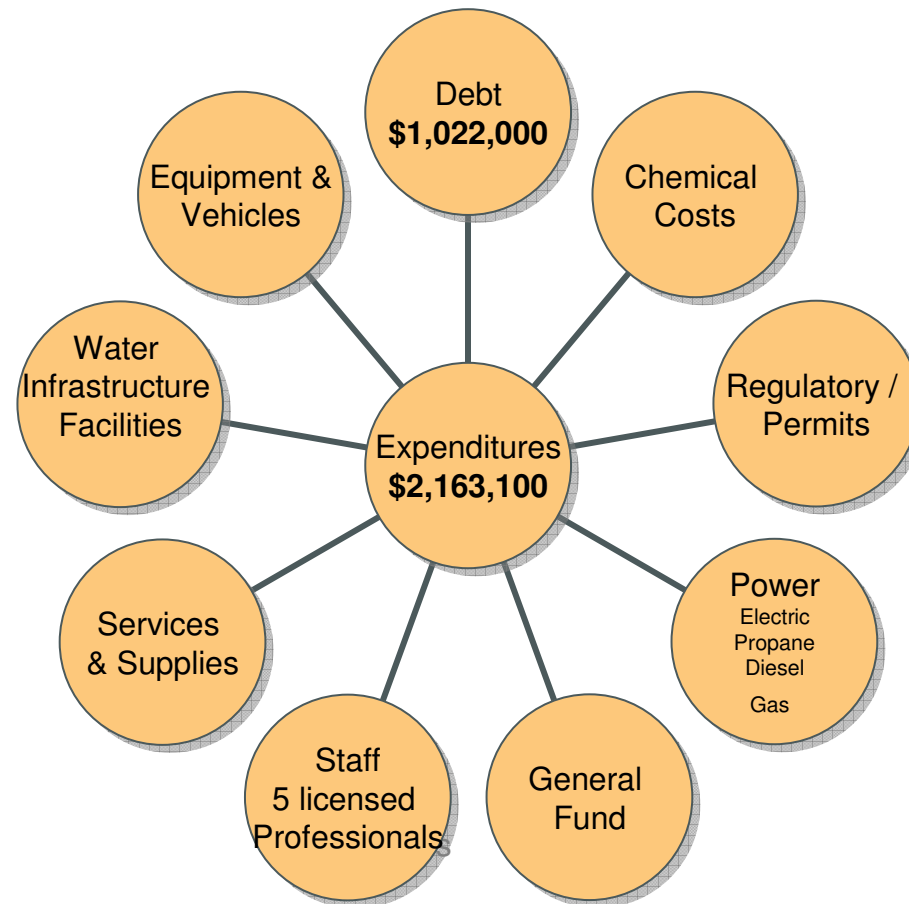 Debt
$1,022,000
Equipment &
Vehicles
Chemical
Costs
Water
Infrastructure
Facilities
Regulatory /
Permits
Expenditures
$2,163,100
Services
& Supplies
Power
Electric
Propane
Diesel
Gas
Staff
5 licensed
Professionals
General
Fund